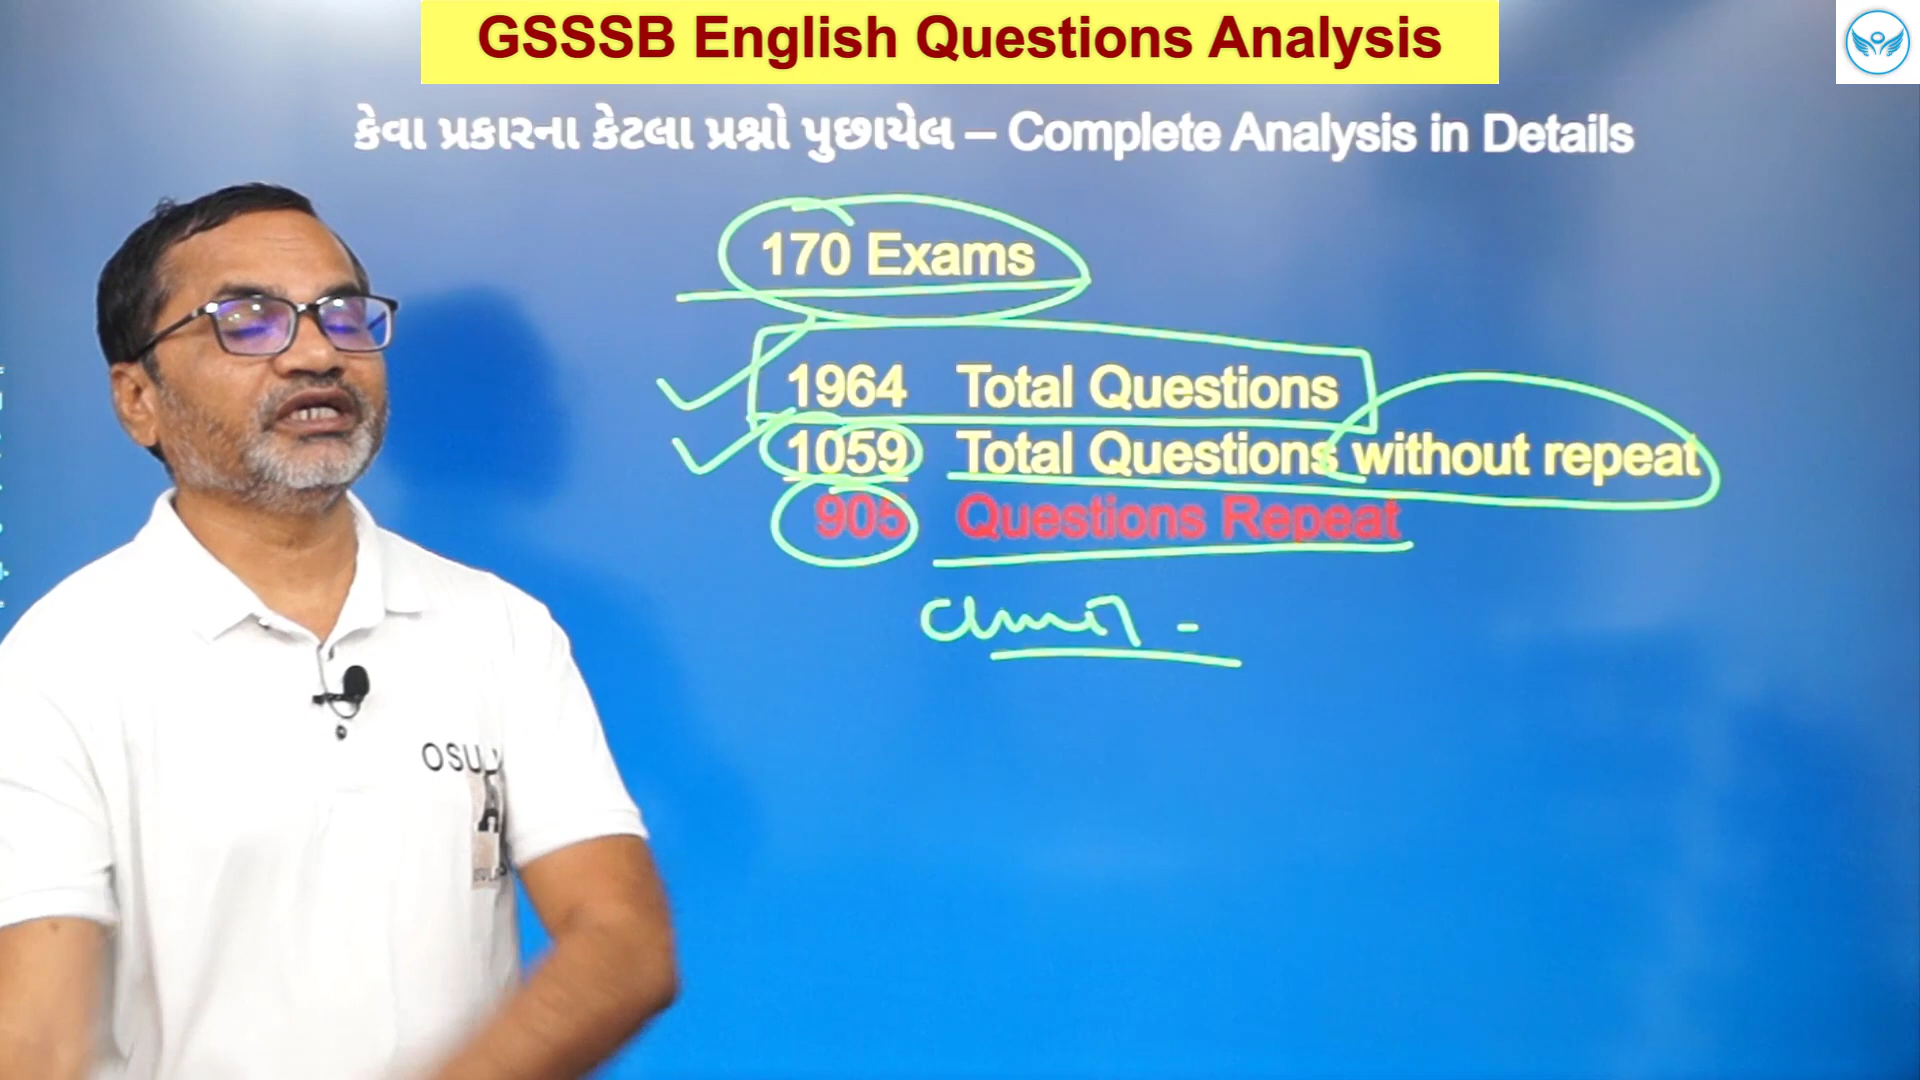 GSSSB English Questions Analysis
કેવા પ્રકારના કેટલા પ્રશ્નો પુછાયેલ – Complete Analysis in Details
170 Exams
1964 Total Questions
1059 Total Questions without repeat
905 Questions Repeat